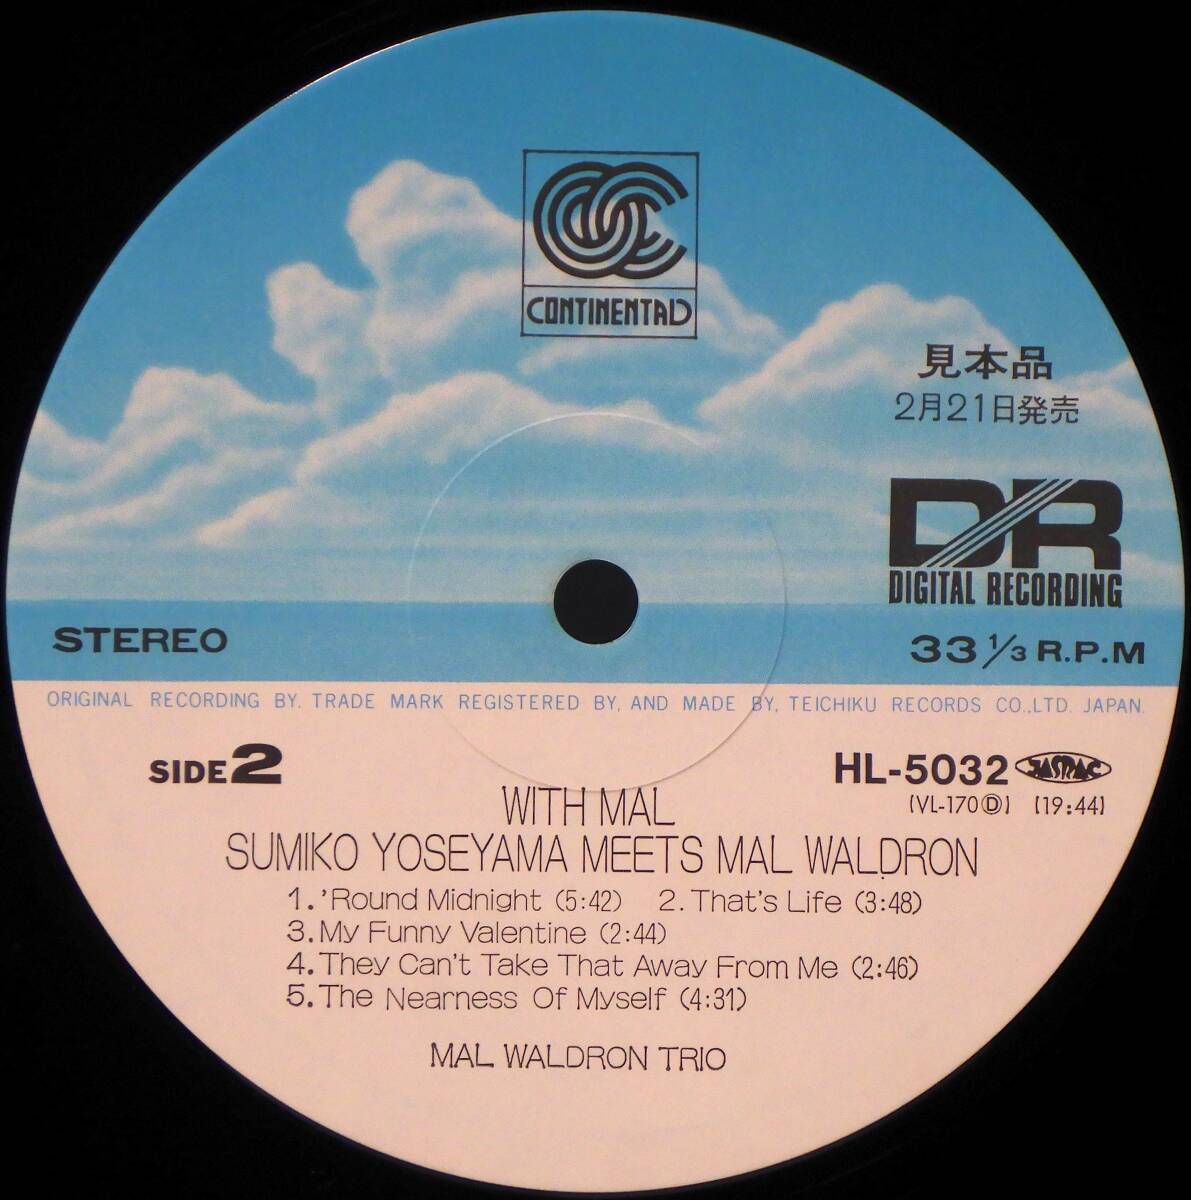 CONTINENTAL
見本品
2月21日発売
DR
DIGITAL RECORDING
STEREO
33 1/3 R.P.M
ORIGINAL RECORDING BY. TRADE MARK REGISTERED BY, AND MADE BY, TEICHIKU RECORDS CO.,LTD. JAPAN.
SIDE 2
HL-5032 JASRAC
(VL-170Ⓓ) (19:44)
WITH MAL
SUMIKO YOSEYAMA MEETS MAL WALDRON
1. 'Round Midnight (5:42) 2. That's Life (3:48)
3. My Funny Valentine (2:44)
4. They Can't Take That Away From Me (2:46)
5. The Nearness Of Myself (4:31)
MAL WALDRON TRIO